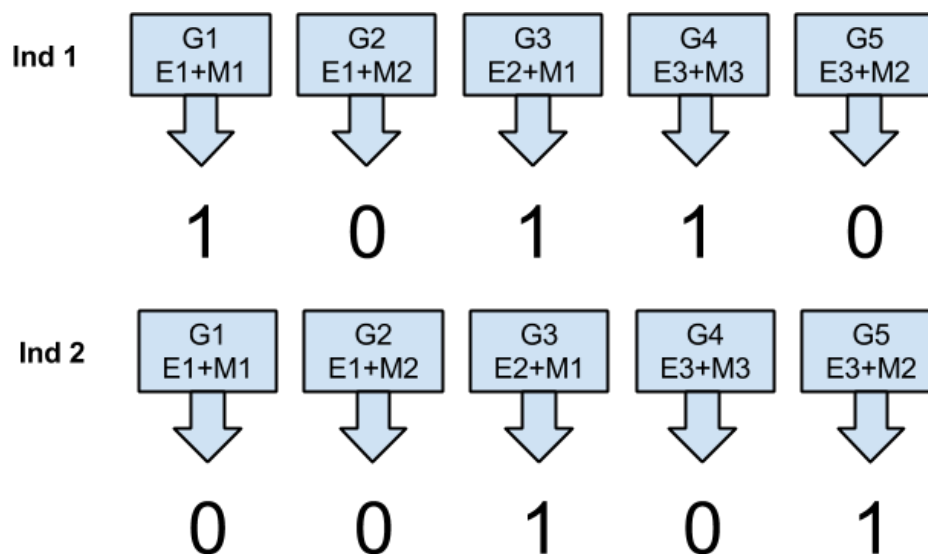 Ind 1
G1 G2 G3 G4 G5
E1+M1 E1+M2 E2+M1 E3+M3 E3+M2
1 0 1 1 0
Ind 2
G1 G2 G3 G4 G5
E1+M1 E1+M2 E2+M1 E3+M3 E3+M2
0 0 1 0 1